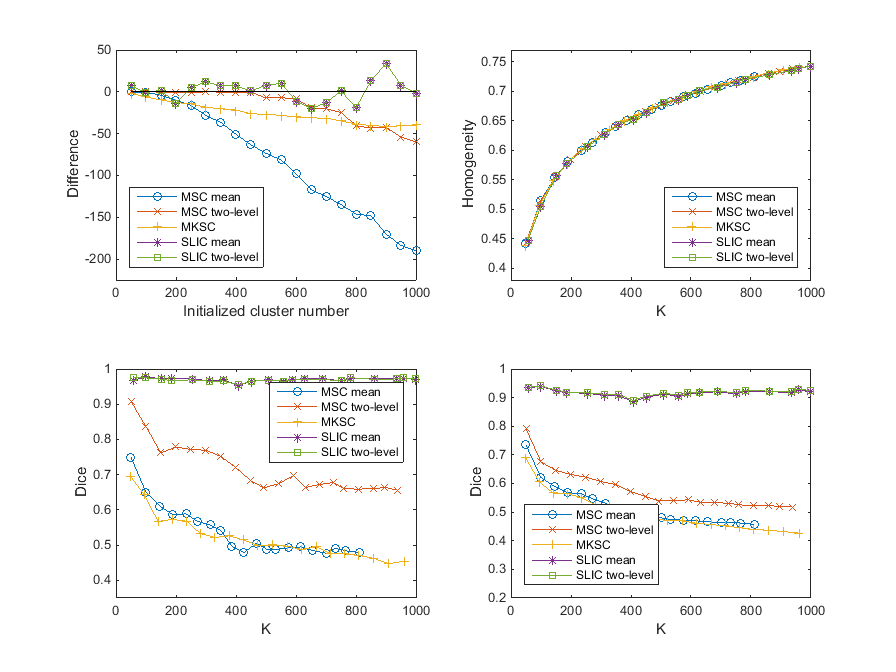 50
0
-50
-100
-150
-200
Difference
MSC mean
MSC two-level
MKSC
SLIC mean
SLIC two-level
0 200 400 600 800 1000
Initialized cluster number
0.75
0.7
0.65
0.6
0.55
0.5
0.45
0.4
Homogeneity
MSC mean
MSC two-level
MKSC
SLIC mean
SLIC two-level
0 200 400 600 800 1000
K
1
0.9
0.8
0.7
0.6
0.5
0.4
Dice
MSC mean
MSC two-level
MKSC
SLIC mean
SLIC two-level
0 200 400 600 800 1000
K
1
0.9
0.8
0.7
0.6
0.5
0.4
0.3
0.2
Dice
MSC mean
MSC two-level
MKSC
SLIC mean
SLIC two-level
0 200 400 600 800 1000
K